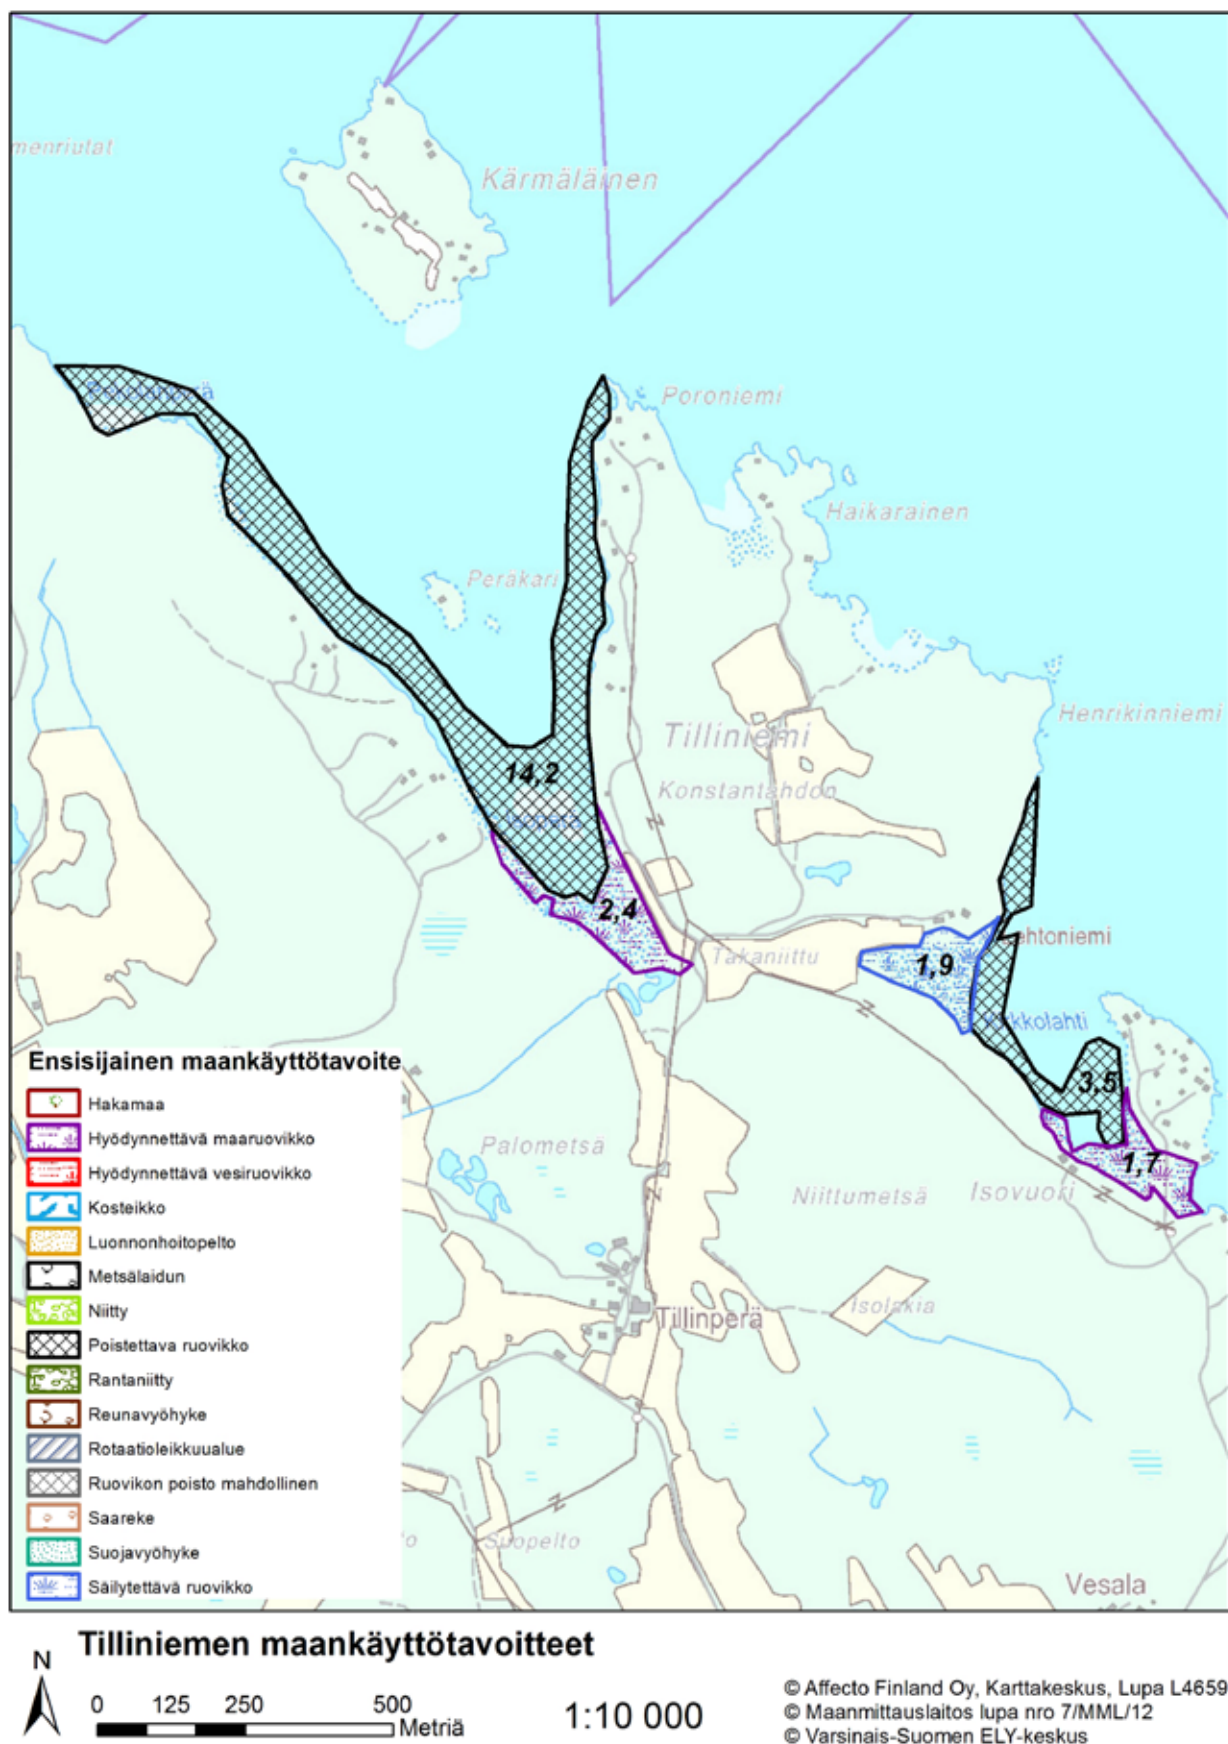 menriutat
Kärmäläinen
Poroniemi
Haikarainen
Peräkari
Henrikinniemi
Tilliniemi
14,2
Konstantahdon
2,4
Takaniittu
1,9
ehtoniemi
3,5
Palometsä
1,7
Niittumetsä
Isovuori
Isolakia
Tillinperä
Suopelto
Vesala
Ensisijainen maankäyttötavoite
Hakamaa
Hyödynnettävä maaruovikko
Hyödynnettävä vesiruovikko
Kosteikko
Luonnonhoitopelto
Metsälaidun
Niitty
Poistettava ruovikko
Rantaniitty
Reunavyöhyke
Rotaatioleikkuualue
Ruovikon poisto mahdollinen
Saareke
Suojavyöhyke
Säilytettävä ruovikko
Tilliniemen maankäyttötavoitteet
N
0 125 250 500
Metriä
1:10 000
© Affecto Finland Oy, Karttakeskus, Lupa L4659
© Maanmittauslaitos lupa nro 7/MML/12
© Varsinais-Suomen ELY-keskus